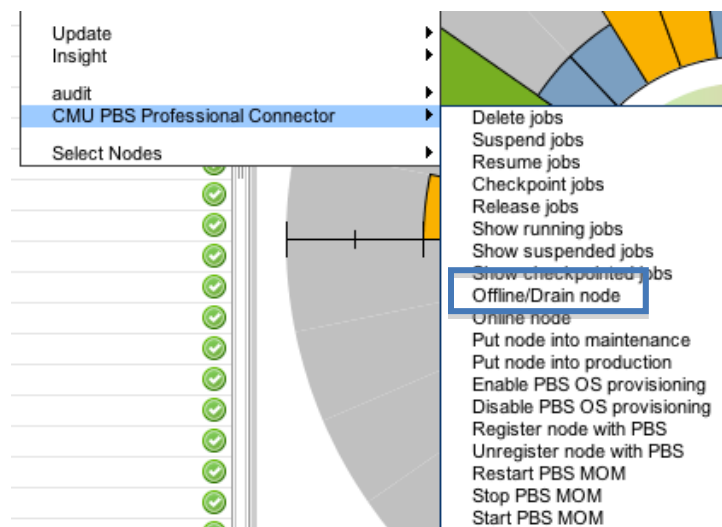 Update
Insight
audit
CMU PBS Professional Connector
Select Nodes
Delete jobs
Suspend jobs
Resume jobs
Checkpoint jobs
Release jobs
Show running jobs
Show suspended jobs
Show checkpointed jobs
Offline/Drain node
Online node
Put node into maintenance
Put node into production
Enable PBS OS provisioning
Disable PBS OS provisioning
Register node with PBS
Unregister node with PBS
Restart PBS MOM
Stop PBS MOM
Start PBS MOM